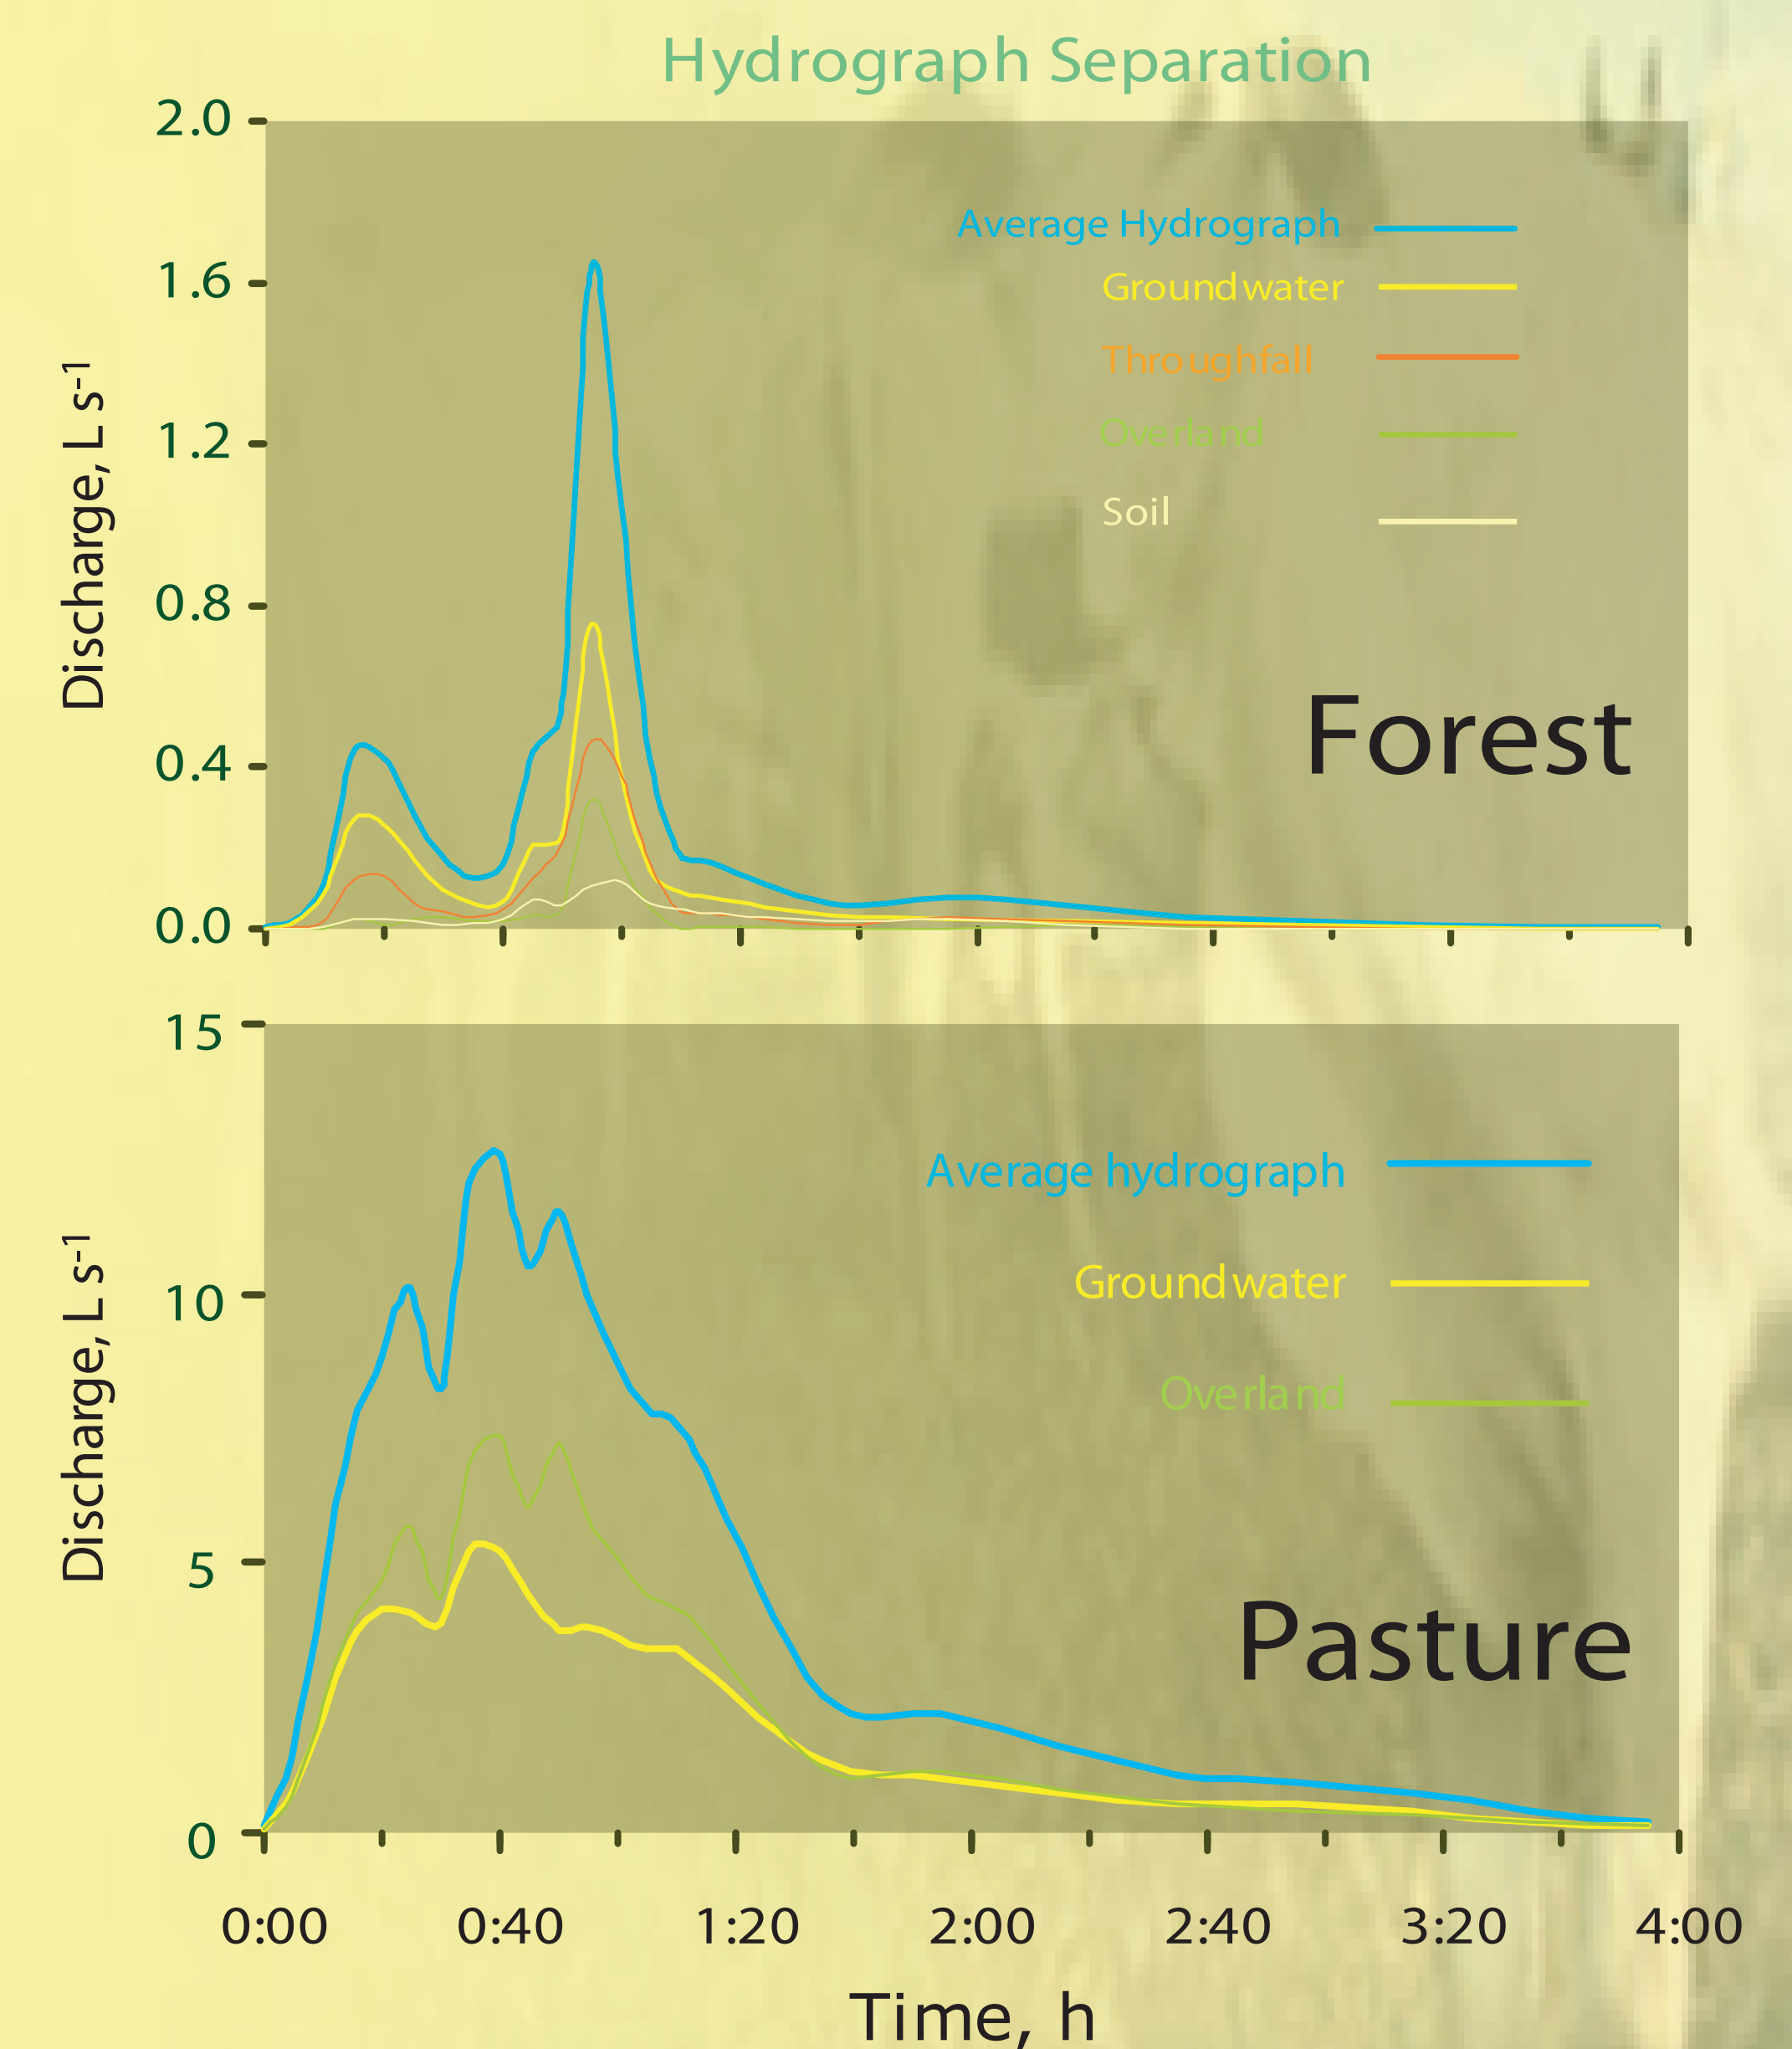 Hydrograph Separation
2.0
1.6
1.2
0.8
0.4
0.0
Discharge, L s-1
Average Hydrograph
Groundwater
Throughfall
Overland
Soil
Forest
15
10
5
0
Discharge, L s-1
Average hydrograph
Groundwater
Overland
Pasture
0:00 0:40 1:20 2:00 2:40 3:20 4:00
Time, h